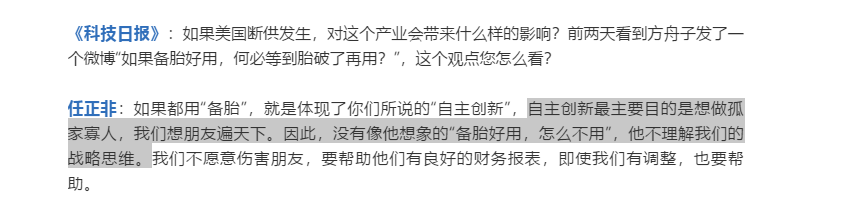 《科技日报》：如果美国断供发生，对这个产业会带来什么样的影响？前两天看到方舟子发了一
个微博“如果备胎好用，何必等到胎破了再用？”，这个观点您怎么看？
任正非：如果都用“备胎”，就是体现了你们所说的“自主创新”，自主创新最主要目的是想做孤
家寡人，我们想朋友遍天下。因此，没有像他想象的“备胎好用，怎么不用”，他不理解我们的
战略思维。我们不愿意伤害朋友，要帮助他们有良好的财务报表，即使我们有调整，也要帮
助。